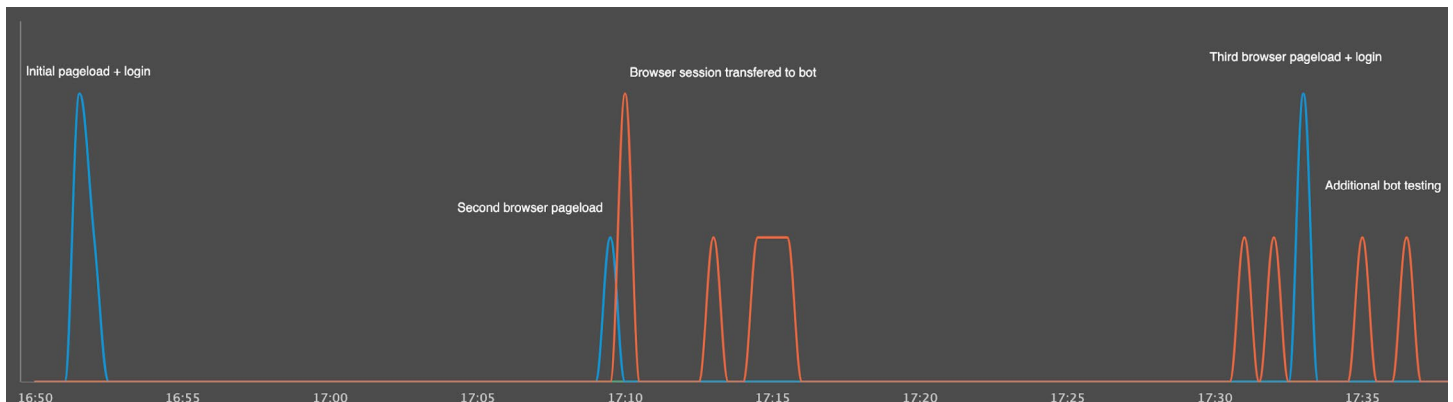 Initial pageload + login
Browser session transfered to bot
Third browser pageload + login
Second browser pageload
Additional bot testing
16:50 16:55 17:00 17:05 17:10 17:15 17:20 17:25 17:30 17:35